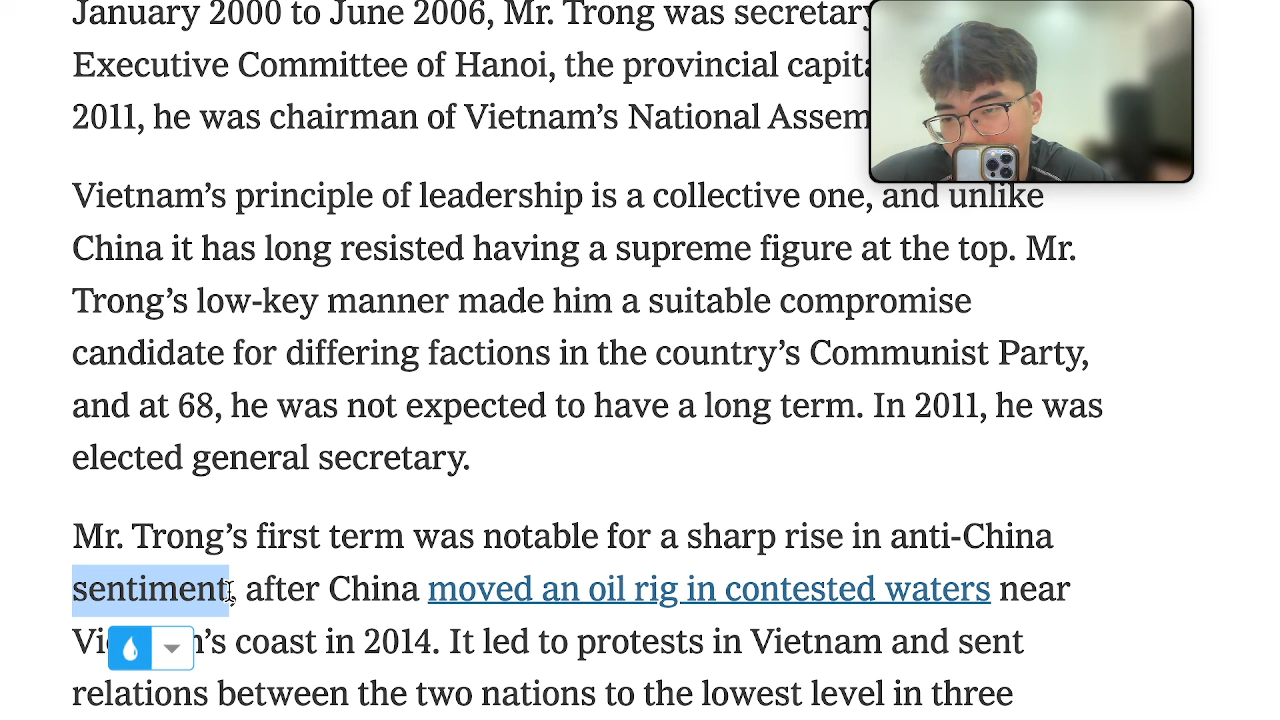 January 2000 to June 2006, Mr. Trong was secretary
Executive Committee of Hanoi, the provincial
2011, he was chairman of Vietnam’s National
Vietnam’s principle of leadership is a collective one, and unlike
China it has long resisted having a supreme figure at the top. Mr.
Trong’s low-key manner made him a suitable compromise
candidate for differing factions in the country’s Communist Party,
and at 68, he was not expected to have a long term. In 2011, he was
elected general secretary.
Mr. Trong’s first term was notable for a sharp rise in anti-China
sentiment, after China moved an oil rig in contested waters near
coast in 2014. It led to protests in Vietnam and sent
relations between the two nations to the lowest level in three